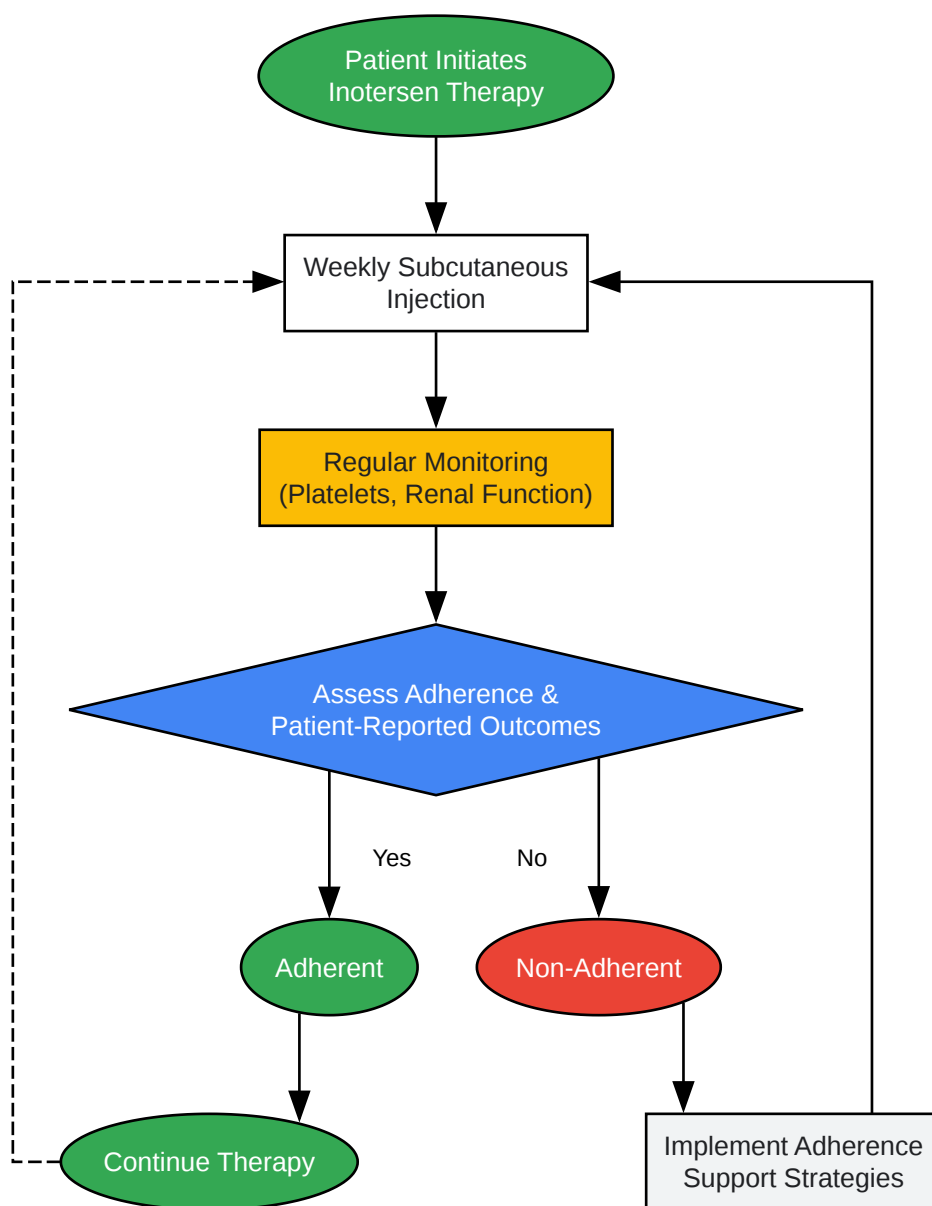 Patient Initiates
Inotersen Therapy
Weekly Subcutaneous
Injection
Regular Monitoring
(Platelets, Renal Function)
Assess Adherence &
Patient-Reported Outcomes
Yes
No
Adherent
Non-Adherent
Continue Therapy
Implement Adherence
Support Strategies